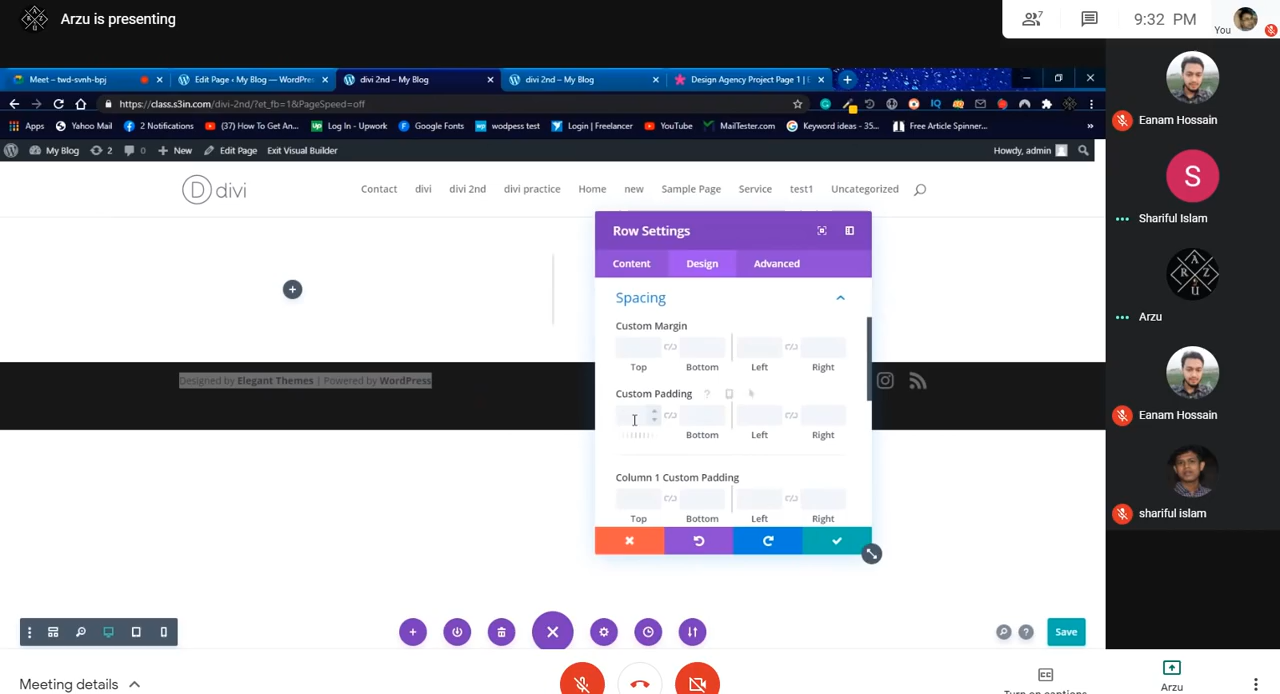 Arzu is presenting
7
9:32 PM
You
Meet – twd-svnh-bpj
Edit Page ‹ My Blog — WordPres
divi 2nd – My Blog
divi 2nd – My Blog
Design Agency Project Page 1 | E
https://class.s3in.com/divi-2nd/?et_fb=1&PageSpeed=off
Apps
Yahoo Mail
2 Notifications
(37) How To Get An...
Log In - Upwork
Google Fonts
wodpess test
Login | Freelancer
YouTube
MailTester.com
Keyword ideas - 35...
Free Article Spinner...
My Blog
2
0
New
Edit Page
Exit Visual Builder
Howdy, admin
D divi
Contact
divi
divi 2nd
divi practice
Home
new
Sample Page
Service
test1
Uncategorized
Row Settings
Content
Design
Advanced
Spacing
Custom Margin
Top
Bottom
Left
Right
Custom Padding
Bottom
Left
Right
Column 1 Custom Padding
Top
Bottom
Left
Right
Designed by Elegant Themes | Powered by WordPress
Save
Eanam Hossain
S
Shariful Islam
A
R Z
U
Arzu
Eanam Hossain
shariful islam
Meeting details
Turn on captions
Arzu